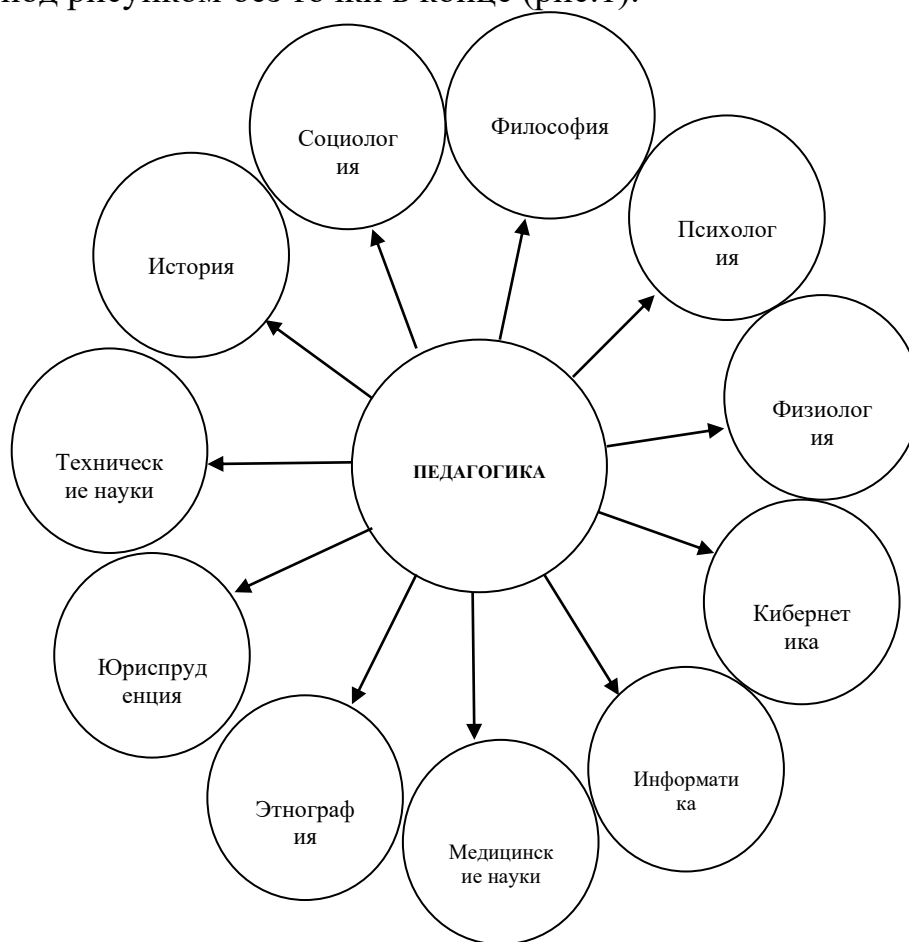 под рисунком без точки в конце (рис.1).
Социолог
ия
Философия
Психолог
ия
История
Физиолог
ия
Техническ
ие науки
ПЕДАГОГИКА
Кибернет
ика
Юриспруд
енция
Информати
ка
Этнограф
ия
Медицинск
ие науки